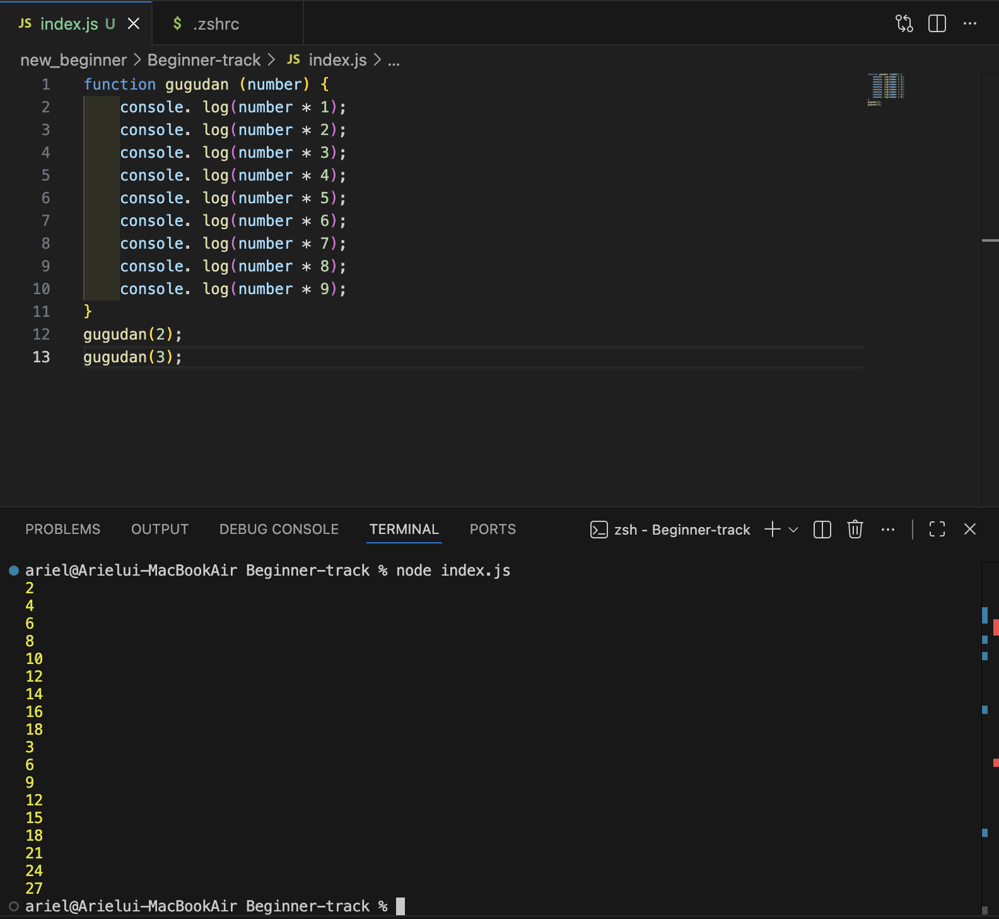 JS index.js U $ .zshrc
new_beginner > Beginner-track > JS index.js > ...
1 function gugudan (number) {
2 console. log(number * 1);
3 console. log(number * 2);
4 console. log(number * 3);
5 console. log(number * 4);
6 console. log(number * 5);
7 console. log(number * 6);
8 console. log(number * 7);
9 console. log(number * 8);
10 console. log(number * 9);
11 }
12 gugudan(2);
13 gugudan(3);
PROBLEMS OUTPUT DEBUG CONSOLE TERMINAL PORTS zsh - Beginner-track
ariel@Arielui-MacBookAir Beginner-track % node index.js
2
4
6
8
10
12
14
16
18
3
6
9
12
15
18
21
24
27
ariel@Arielui-MacBookAir Beginner-track %